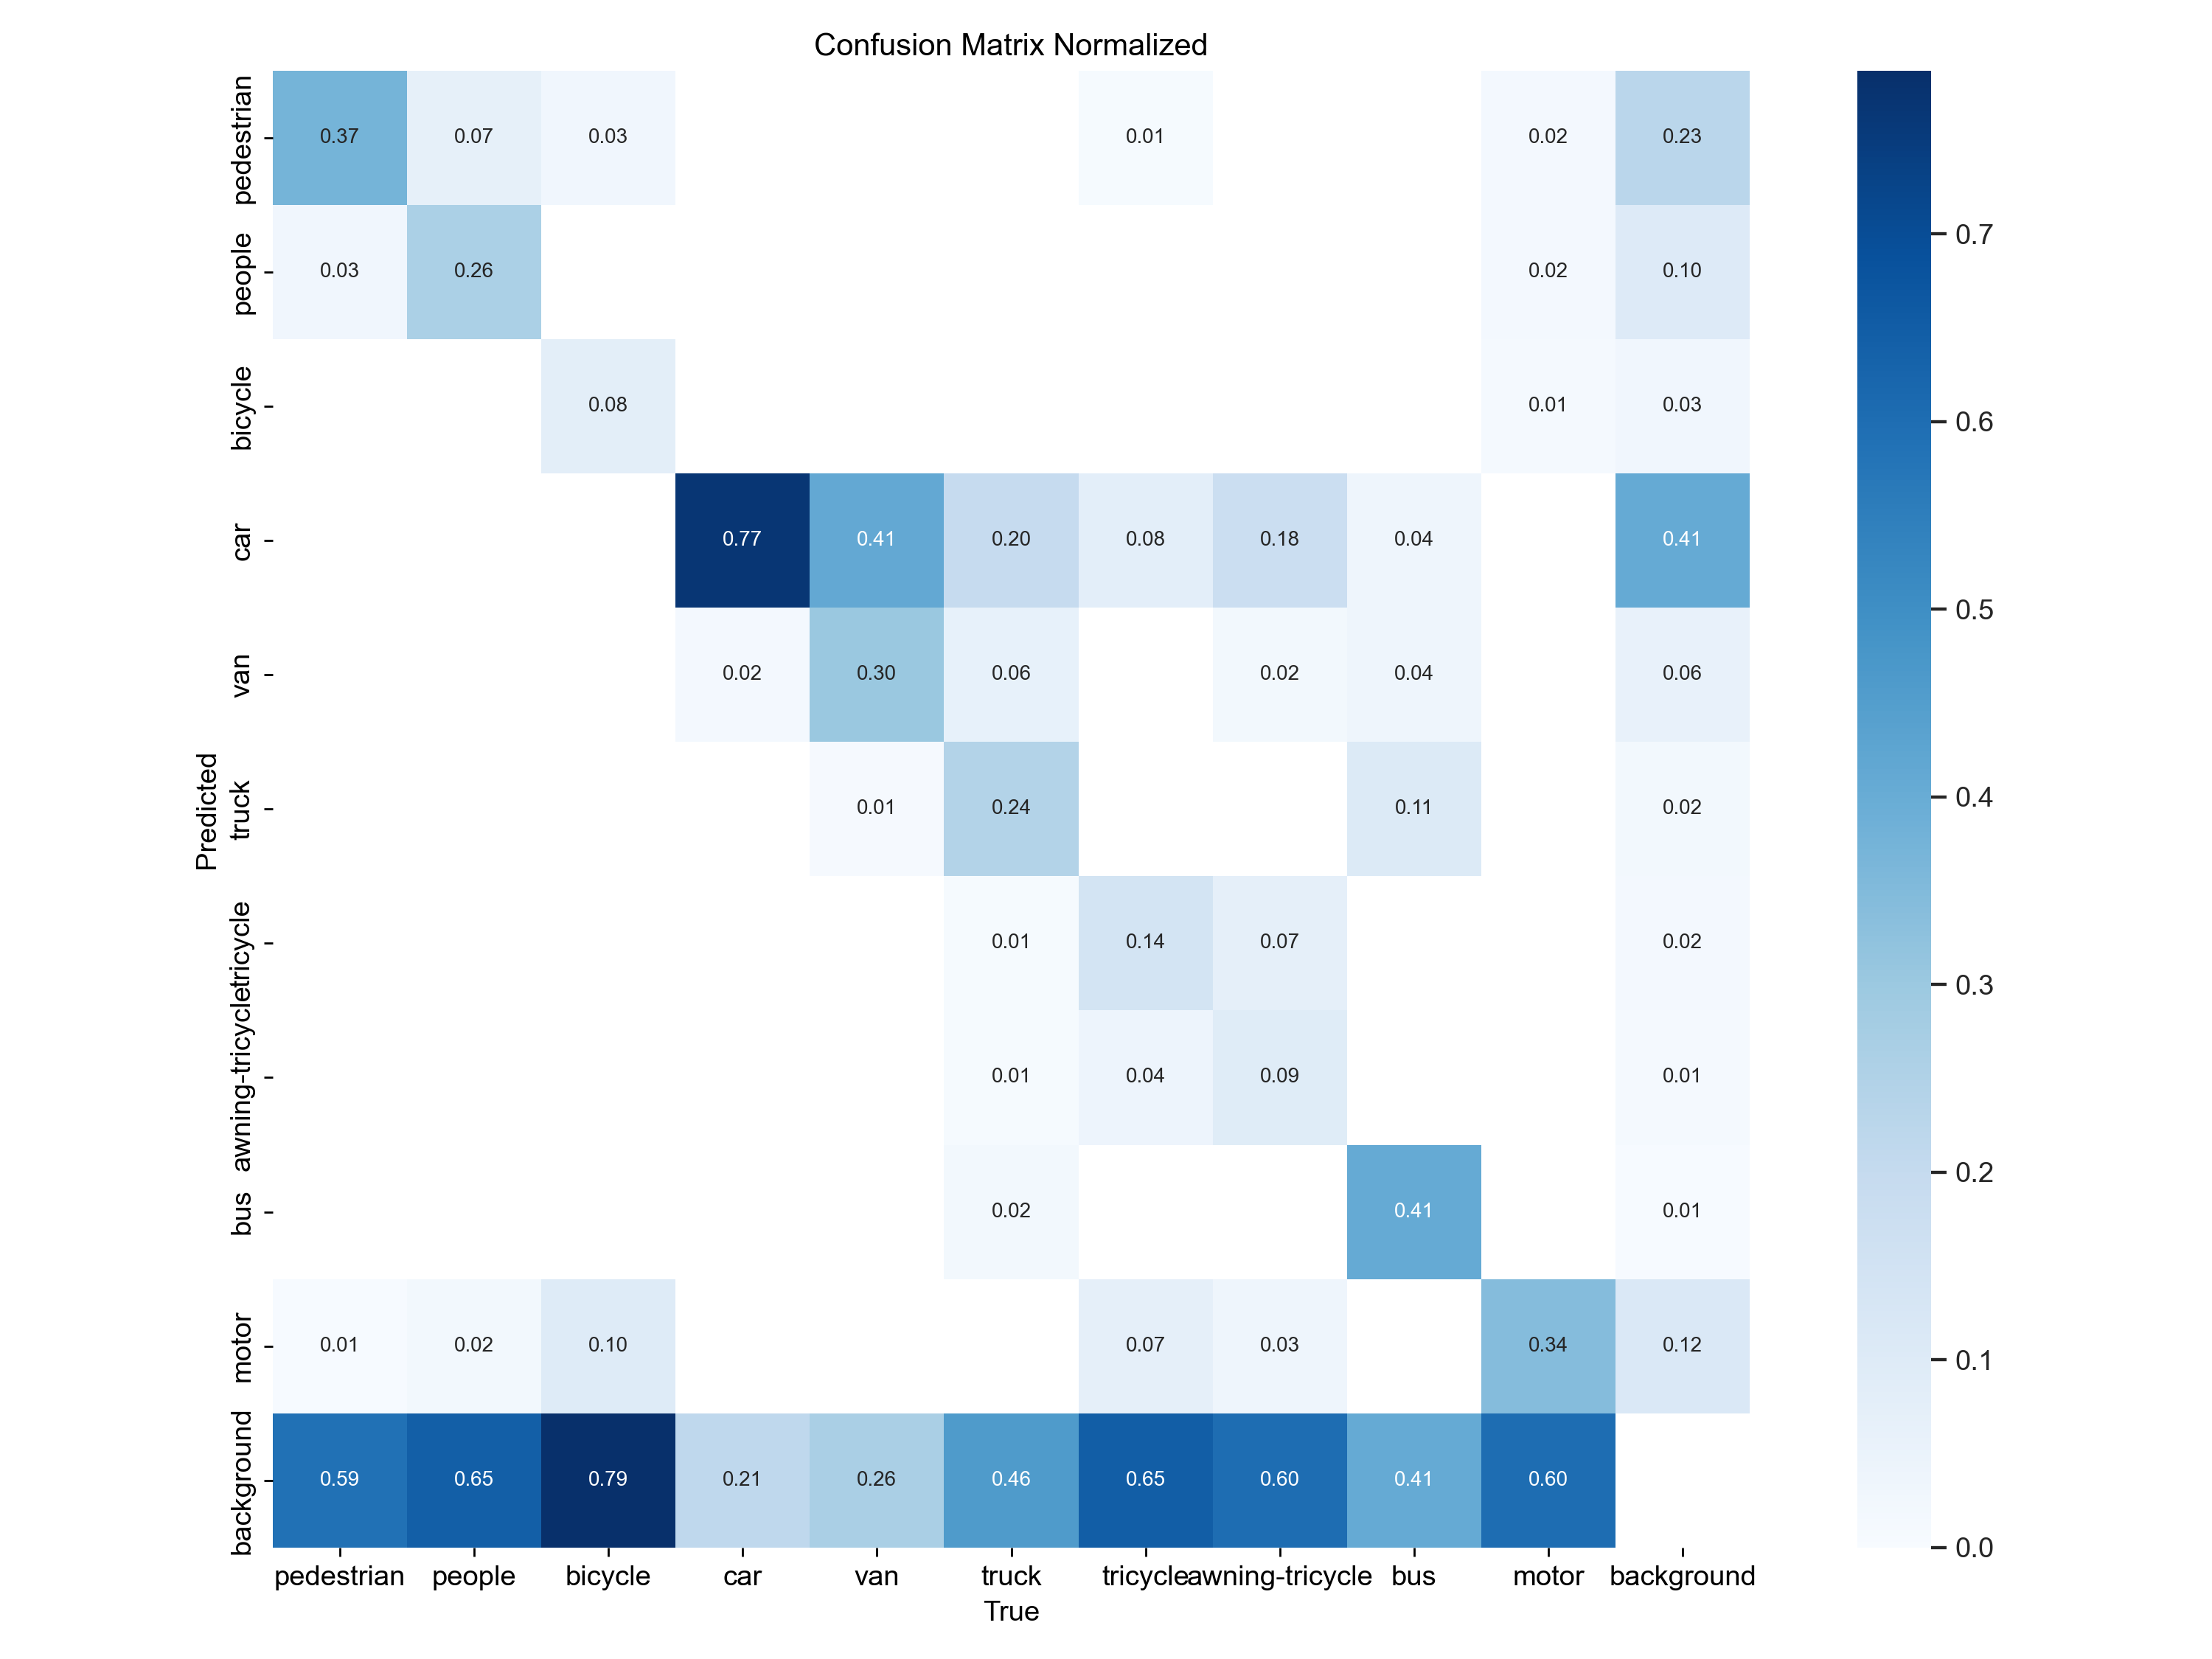 Confusion Matrix Normalized
Predicted
pedestrian 0.37 0.07 0.03 0.01 0.02 0.23
people 0.03 0.26 0.02 0.10
bicycle 0.08 0.01 0.03
car 0.77 0.41 0.20 0.08 0.18 0.04 0.41
van 0.02 0.30 0.06 0.02 0.04 0.06
truck 0.01 0.24 0.11 0.02
tricycle 0.01 0.14 0.07 0.02
awning-tricycle 0.01 0.04 0.09 0.01
bus 0.02 0.41 0.01
motor 0.01 0.02 0.10 0.07 0.03 0.34 0.12
background 0.59 0.65 0.79 0.21 0.26 0.46 0.65 0.60 0.41 0.60
pedestrian people bicycle car van truck tricycle awning-tricycle bus motor background
True
0.7
0.6
0.5
0.4
0.3
0.2
0.1
0.0